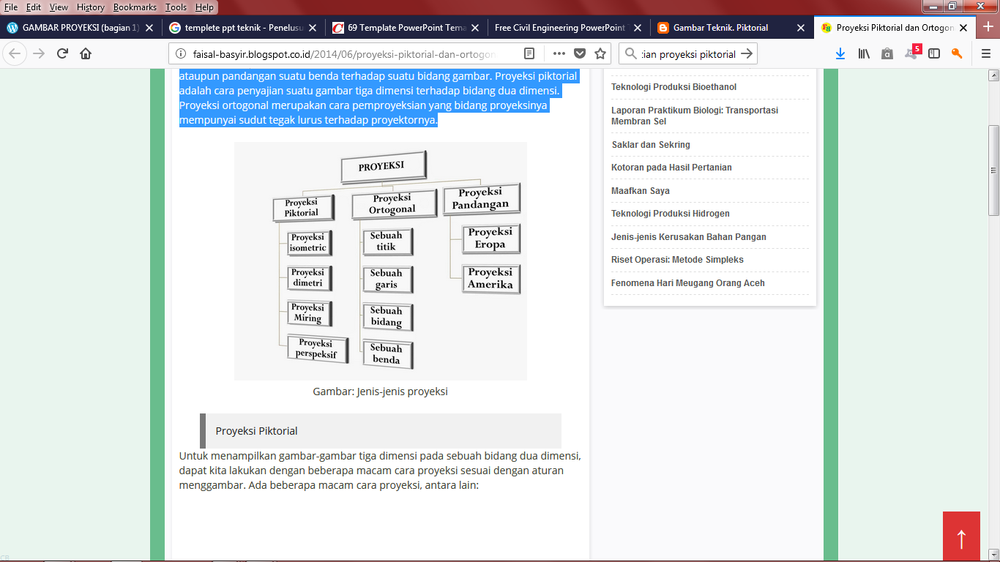 File Edit View History Bookmarks Tools Help
GAMBAR PROYEKSI (bagian 1)
templete ppt teknik - Penelusu
69 Template PowerPoint Tema
Free Civil Engineering PowerPoint
Gambar Teknik. Piktorial
Proyeksi Piktorial dan Ortogon
faisal-basyir.blogspot.co.id/2014/06/proyeksi-piktorial-dan-ortogon
:ian proyeksi piktorial
5
ataupun pandangan suatu benda terhadap suatu bidang gambar. Proyeksi piktorial
adalah cara penyajian suatu gambar tiga dimensi terhadap bidang dua dimensi.
Proyeksi ortogonal merupakan cara pemproyeksian yang bidang proyeksinya
mempunyai sudut tegak lurus terhadap proyektornya.
PROYEKSI
Proyeksi
Piktorial
Proyeksi
isometric
Proyeksi
dimetri
Proyeksi
Miring
Proyeksi
perspeksif
Proyeksi
Ortogonal
Sebuah
titik
Sebuah
garis
Sebuah
bidang
Sebuah
benda
Proyeksi
Pandangan
Proyeksi
Eropa
Proyeksi
Amerika
Gambar: Jenis-jenis proyeksi
Proyeksi Piktorial
Untuk menampilkan gambar-gambar tiga dimensi pada sebuah bidang dua dimensi,
dapat kita lakukan dengan beberapa macam cara proyeksi sesuai dengan aturan
menggambar. Ada beberapa macam cara proyeksi, antara lain:
Teknologi Produksi Bioethanol
Laporan Praktikum Biologi: Transportasi
Membran Sel
Saklar dan Sekring
Kotoran pada Hasil Pertanian
Maafkan Saya
Teknologi Produksi Hidrogen
Jenis-jenis Kerusakan Bahan Pangan
Riset Operasi: Metode Simpleks
Fenomena Hari Meugang Orang Aceh